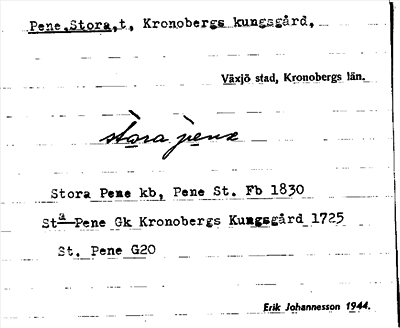 Pene,Stora,t, Kronobergs kungsgård,
Växjö stad, Kronobergs län.
stora pene
Stora Pene kb, Pene St. Fb 1830
Sta Pene Gk Kronobergs Kungsgård 1725
St. Pene G20
Erik Johannesson 1944.